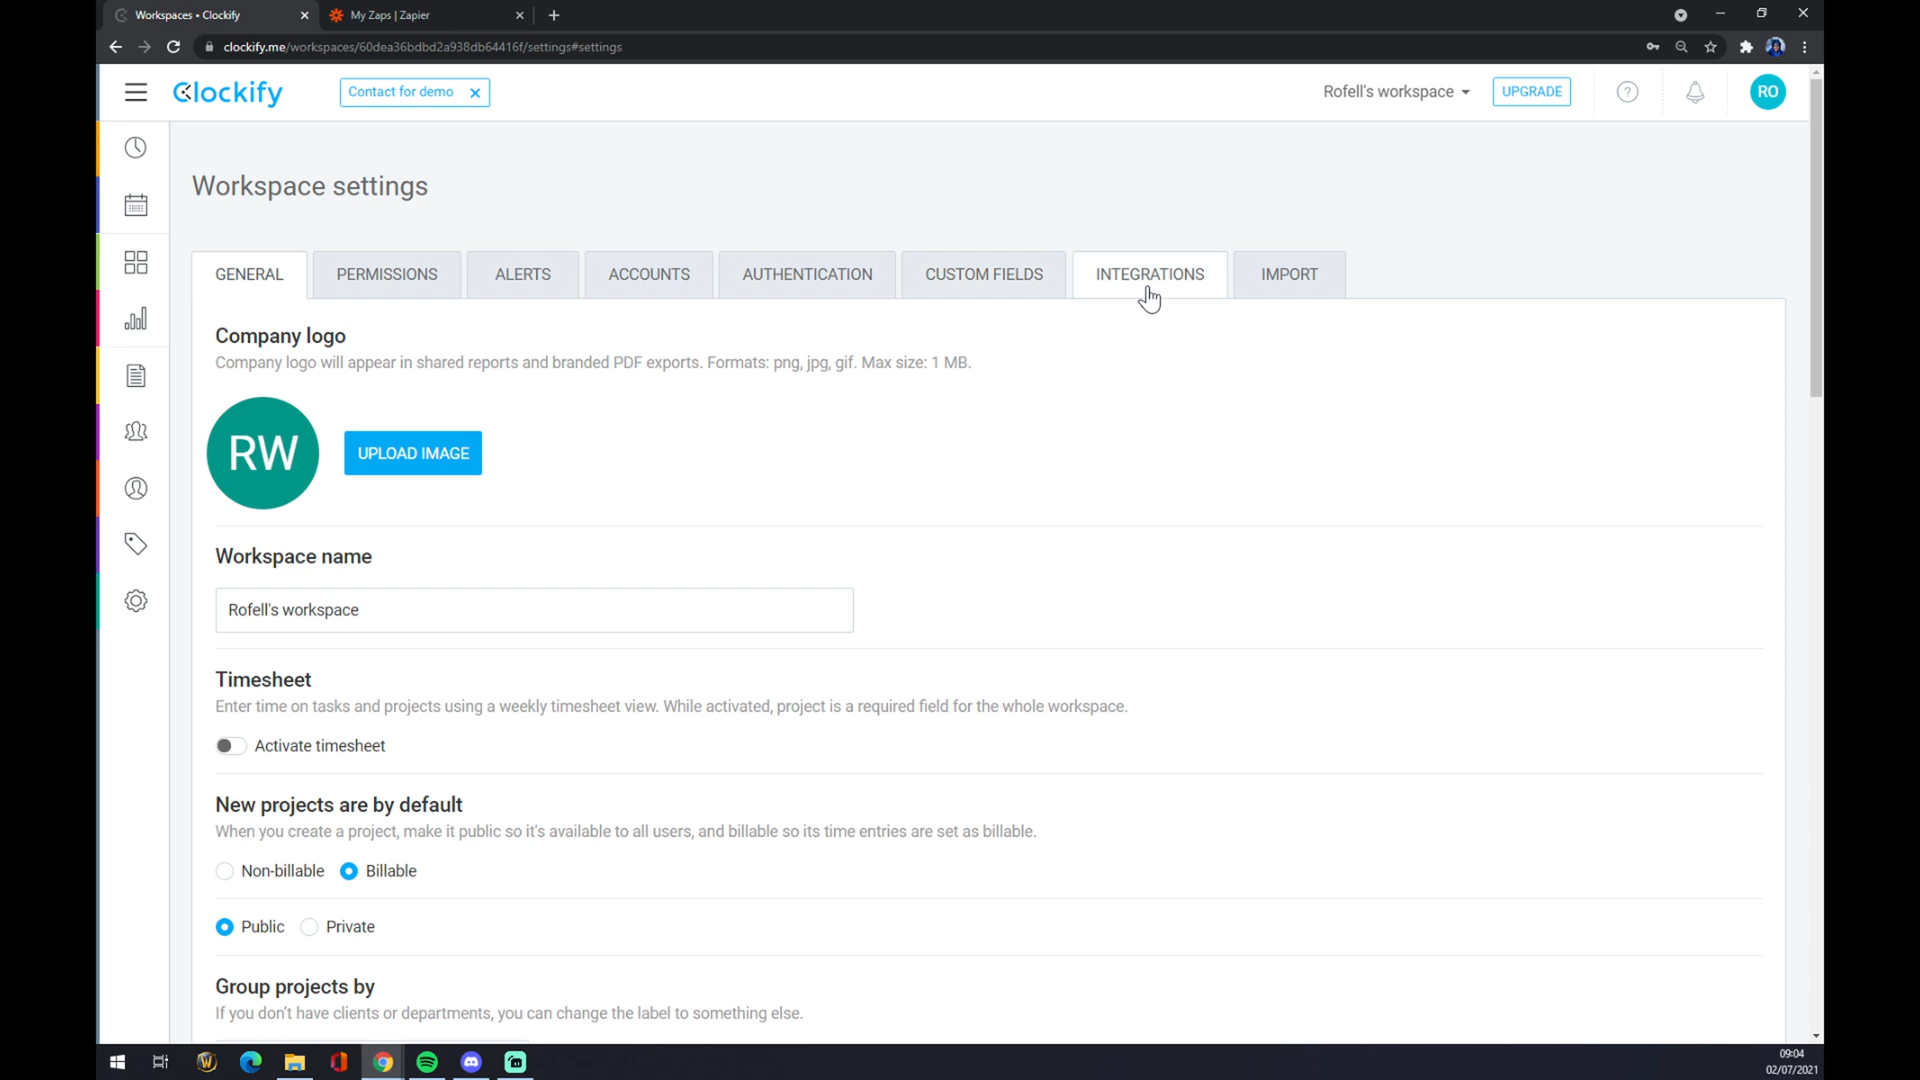 Workspaces • Clockify
My Zaps | Zapier
clockify.me/workspaces/60dea36bdbd2a938db64416f/settings#settings
Clockify
Contact for demo
Rofell's workspace
UPGRADE
RO
Workspace settings
GENERAL
PERMISSIONS
ALERTS
ACCOUNTS
AUTHENTICATION
CUSTOM FIELDS
INTEGRATIONS
IMPORT
Company logo
Company logo will appear in shared reports and branded PDF exports. Formats: png, jpg, gif. Max size: 1 MB.
RW
UPLOAD IMAGE
Workspace name
Rofell's workspace
Timesheet
Enter time on tasks and projects using a weekly timesheet view. While activated, project is a required field for the whole workspace.
Activate timesheet
New projects are by default
When you create a project, make it public so it's available to all users, and billable so its time entries are set as billable.
Non-billable
Billable
Public
Private
Group projects by
If you don't have clients or departments, you can change the label to something else.
09:04
02/07/2021